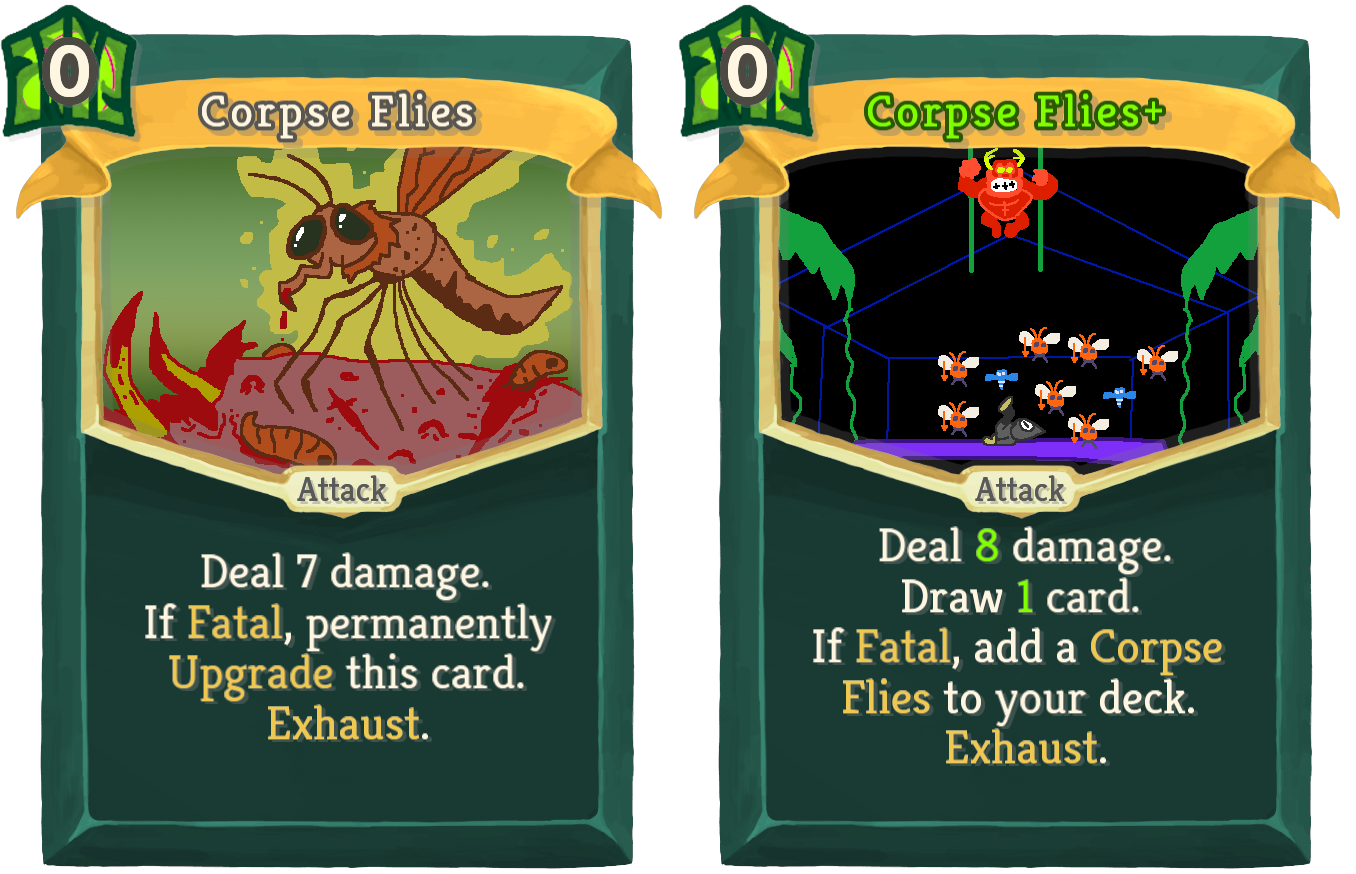 0
Corpse Flies
Attack
Deal 7 damage.
If Fatal, permanently
Upgrade this card.
Exhaust.
0
Corpse Flies+
Attack
Deal 8 damage.
Draw 1 card.
If Fatal, add a Corpse
Flies to your deck.
Exhaust.